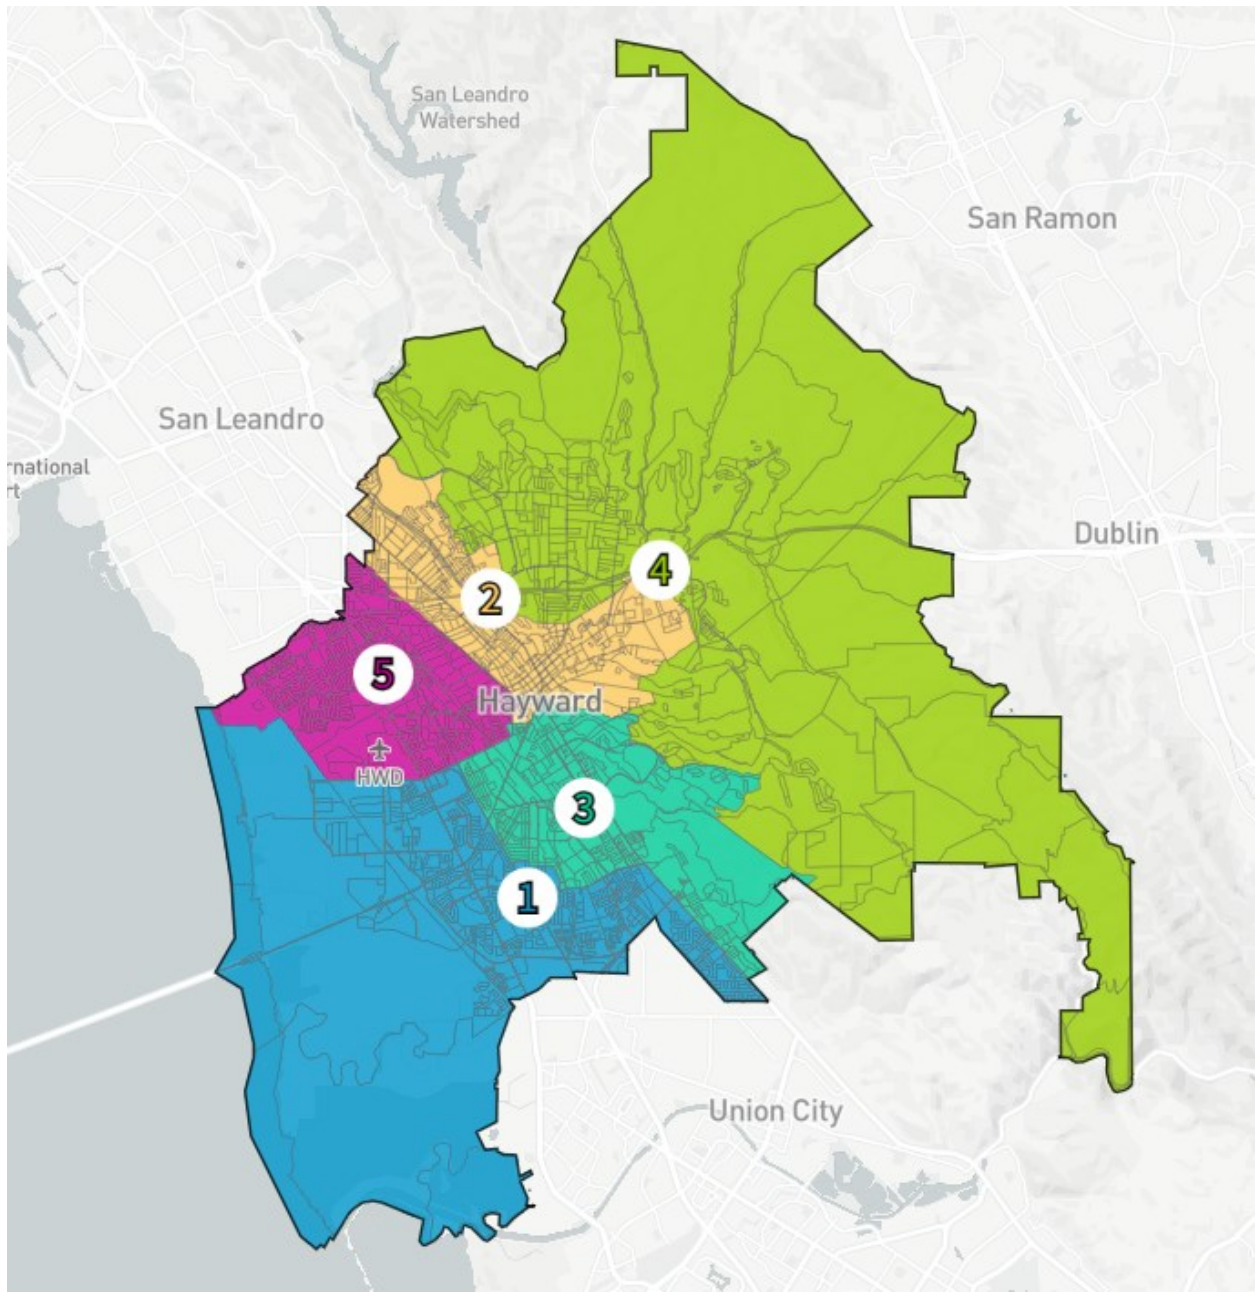 San Leandro
Watershed
San Ramon
San Leandro
rnational
rt
Dublin
4
2
5
Hayward
HWD
3
1
Union City